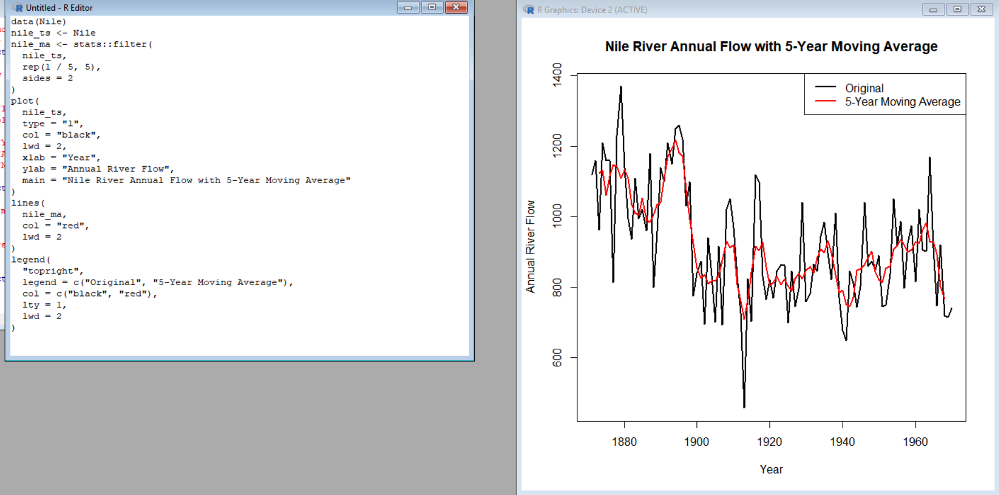 Untitled - R Editor
data(Nile)
nile_ts <- Nile
nile_ma <- stats::filter(
  nile_ts,
  rep(1 / 5, 5),
  sides = 2
)
plot(
  nile_ts,
  type = "l",
  col = "black",
  lwd = 2,
  xlab = "Year",
  ylab = "Annual River Flow",
  main = "Nile River Annual Flow with 5-Year Moving Average"
)
lines(
  nile_ma,
  col = "red",
  lwd = 2
)
legend(
  "topright",
  legend = c("Original", "5-Year Moving Average"),
  col = c("black", "red"),
  lty = 1,
  lwd = 2
)
R Graphics: Device 2 (ACTIVE)
Nile River Annual Flow with 5-Year Moving Average
Original
5-Year Moving Average
1400
1200
1000
800
600
Annual River Flow
1880 1900 1920 1940 1960
Year